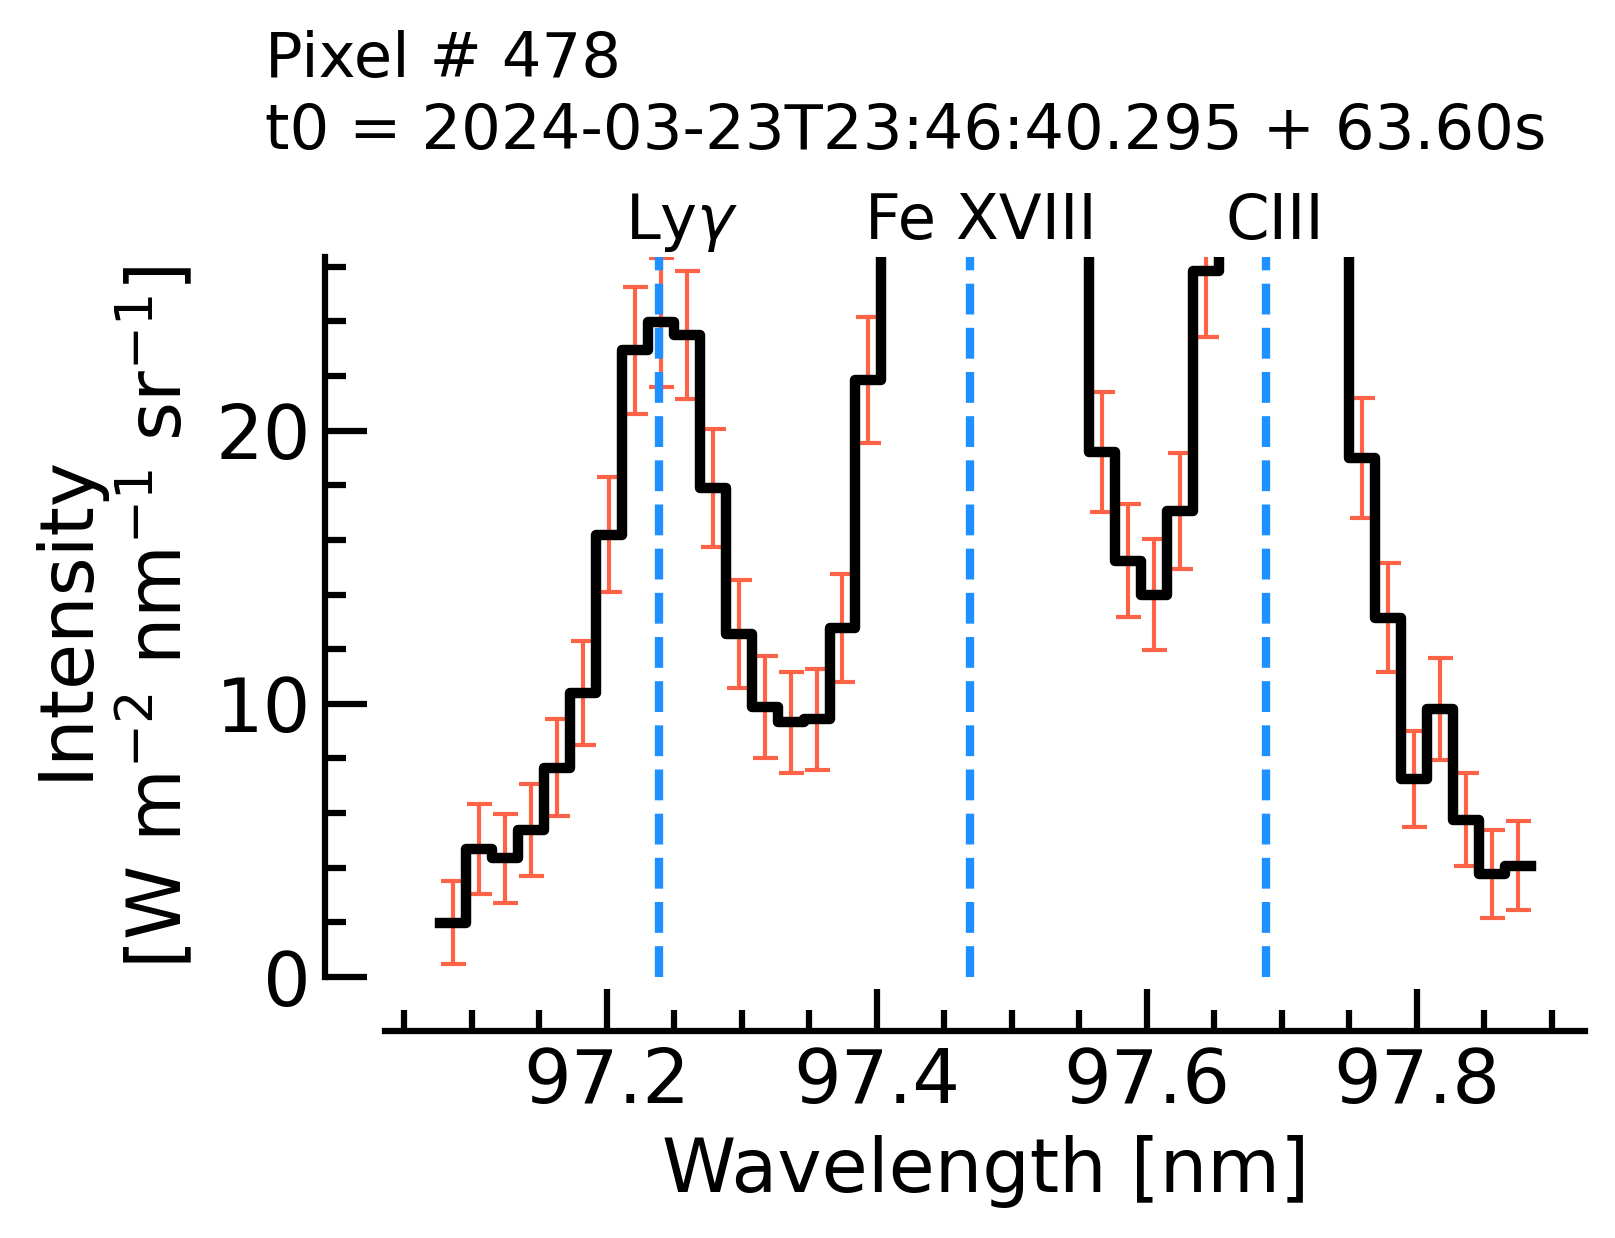 Pixel # 478
t0 = 2024-03-23T23:46:40.295 + 63.60s
Lyγ Fe XVIII CIII
Intensity
[W m⁻² nm⁻¹ sr⁻¹]
20
10
0
97.2 97.4 97.6 97.8
Wavelength [nm]